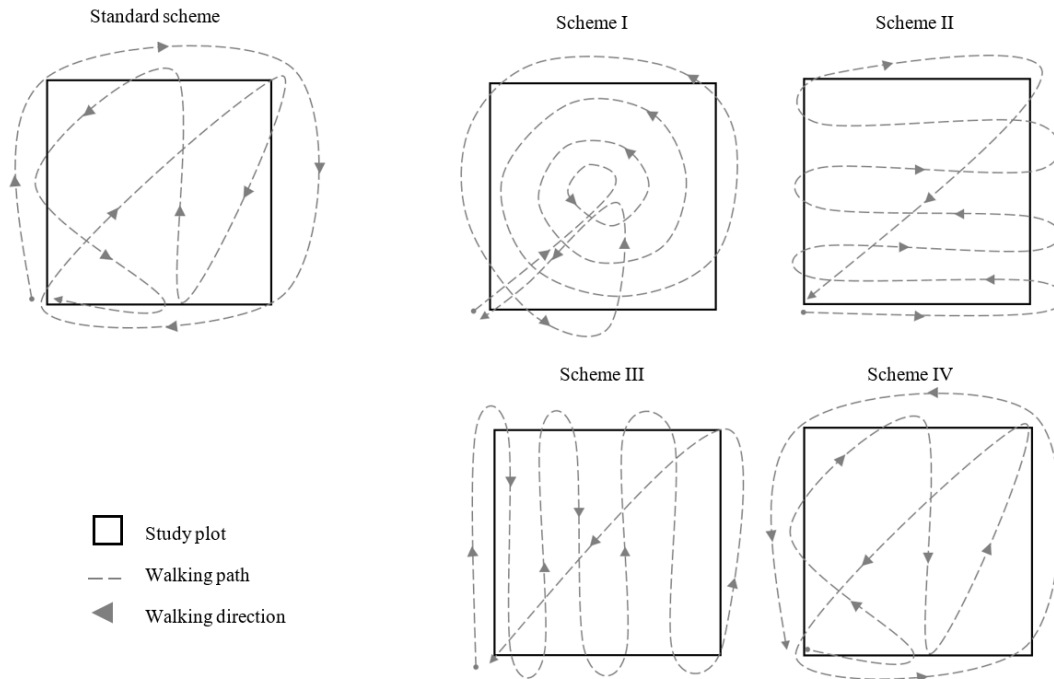 Standard scheme
Scheme I
Scheme II
Scheme III
Scheme IV
Study plot
Walking path
Walking direction